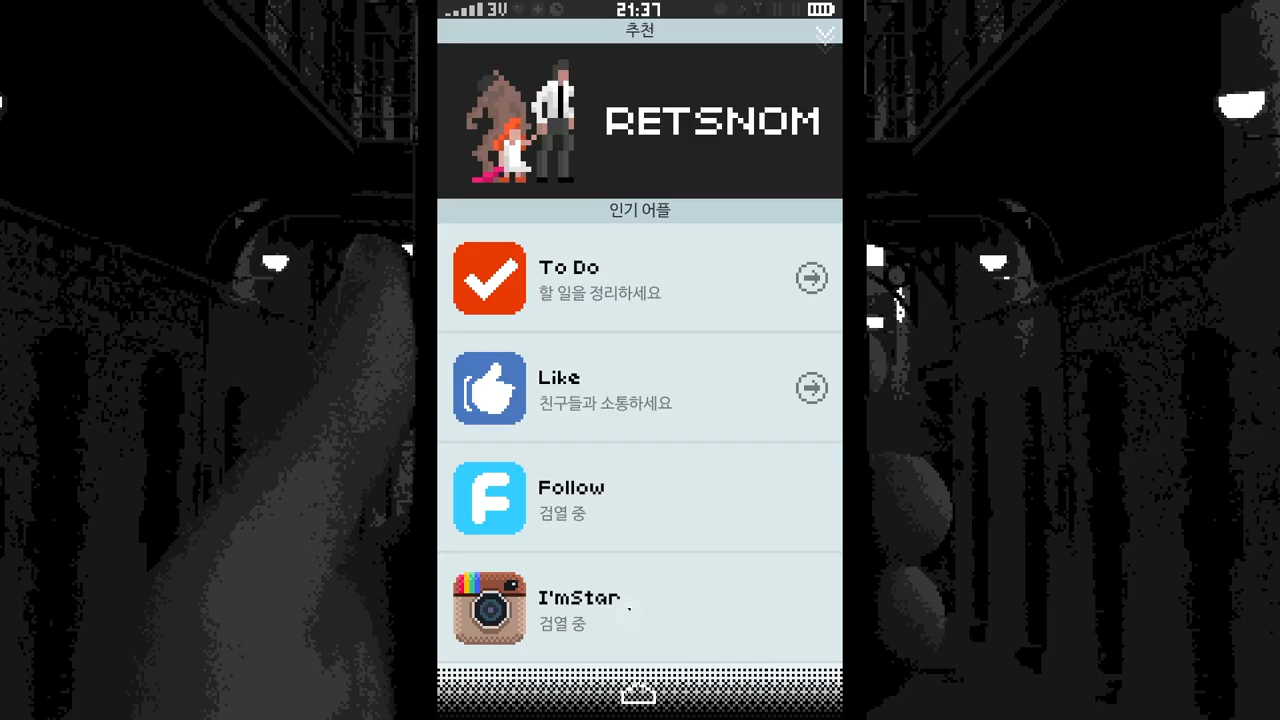 3V
21:37
추천
RETSNOM
인기 어플
To Do
할 일을 정리하세요
Like
친구들과 소통하세요
Follow
검열 중
I'mStar
검열 중